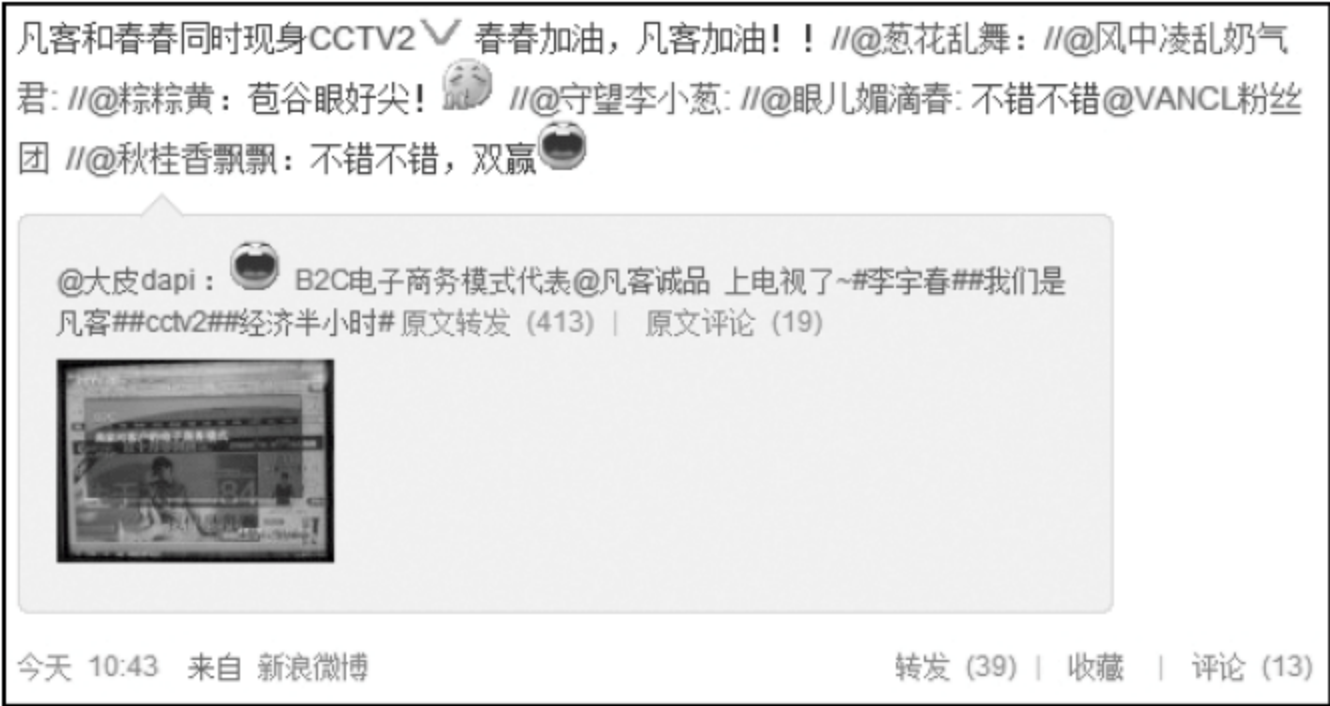 凡客和春春同时现身CCTV2 春春加油，凡客加油！！//@葱花乱舞：//@风中凌乱奶气
君: //@粽粽黄：苞谷眼好尖！ //@守望李小葱: //@眼儿媚滴春: 不错不错@VANCL粉丝
团 //@秋桂香飘飘：不错不错，双赢
@大皮dapi： B2C电子商务模式代表@凡客诚品 上电视了~#李宇春##我们是
凡客##cctv2##经济半小时# 原文转发 (413) | 原文评论 (19)
今天 10:43 来自 新浪微博 转发 (39) | 收藏 | 评论 (13)